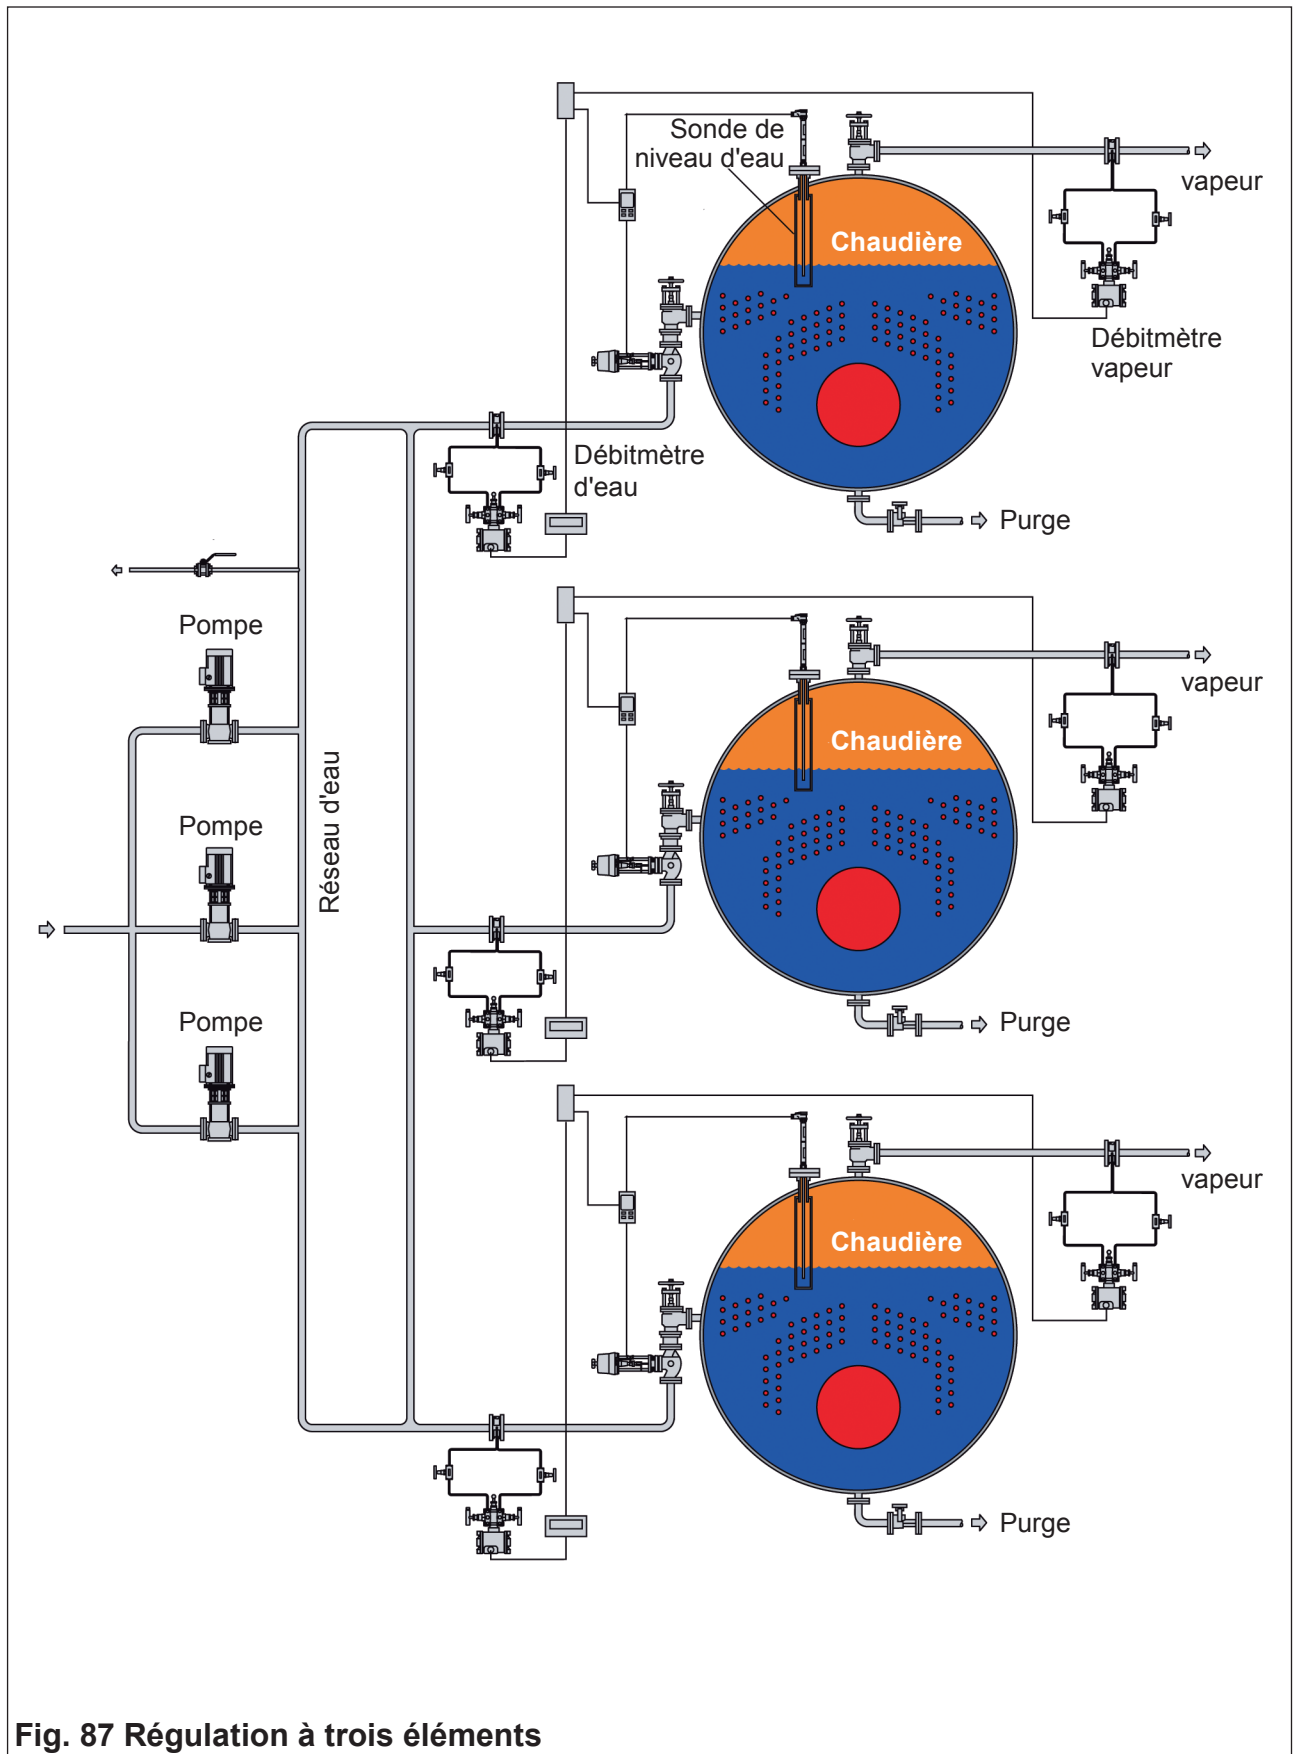 Sonde de
niveau d'eau
vapeur
Chaudière
Débitmètre
vapeur
Débitmètre
d'eau
Purge
Pompe
vapeur
Chaudière
Réseau d'eau
Pompe
Pompe
Purge
vapeur
Chaudière
Purge
Fig. 87 Régulation à trois éléments